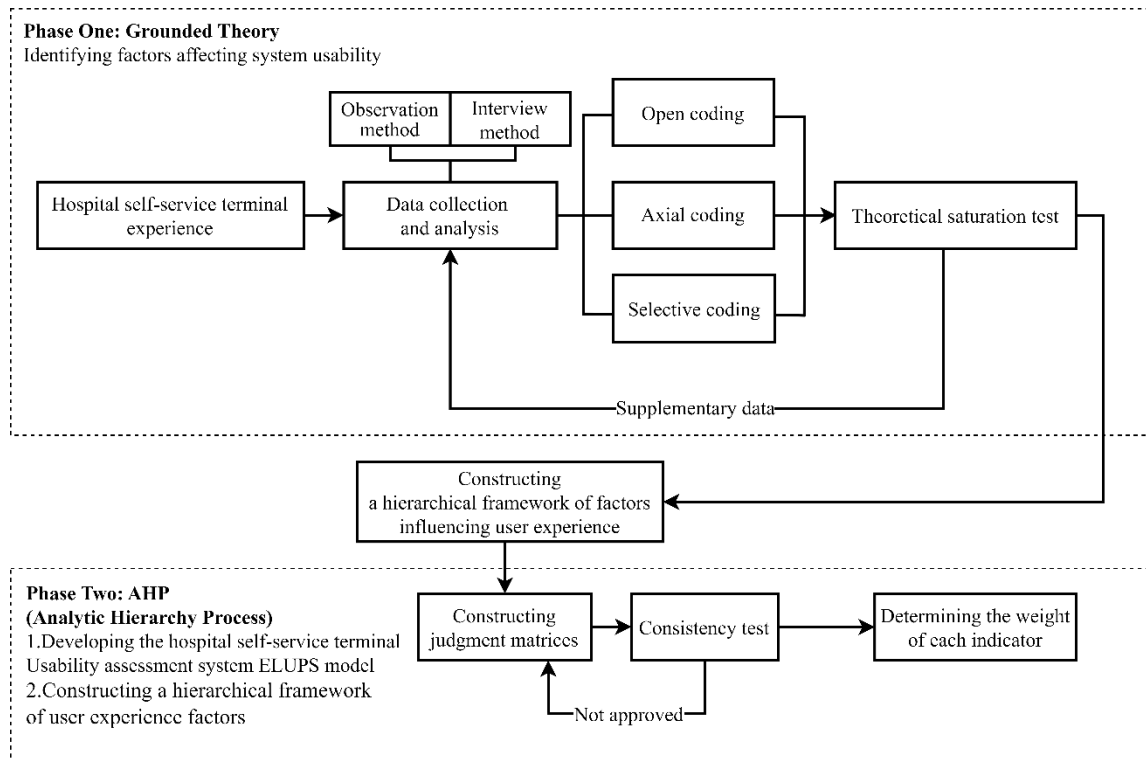 Phase One: Grounded Theory
Identifying factors affecting system usability
Observation
method
Interview
method
Open coding
Hospital self-service terminal
experience
Data collection
and analysis
Axial coding
Theoretical saturation test
Selective coding
Supplementary data
Constructing
a hierarchical framework of factors
influencing user experience
Phase Two: AHP
(Analytic Hierarchy Process)
1.Developing the hospital self-service terminal
Usability assessment system ELUPS model
2.Constructing a hierarchical framework
of user experience factors
Constructing
judgment matrices
Consistency test
Determining the weight
of each indicator
Not approved